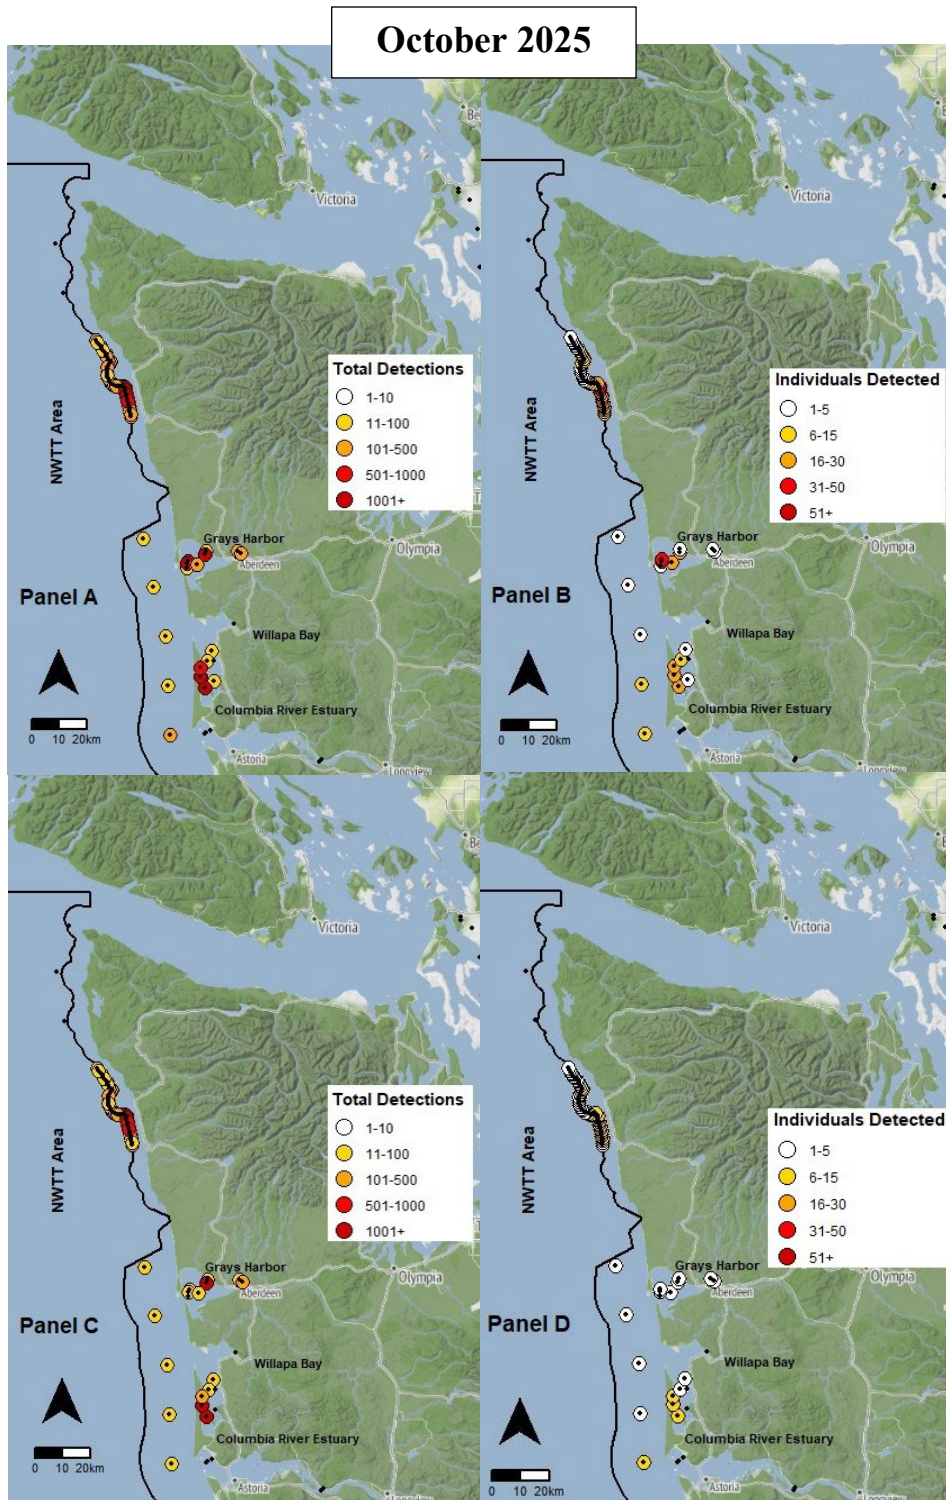 October 2025
Be
Victoria
Total Detections
1-10
11-100
101-500
501-1000
1001+
NWTT Area
Grays Harbor
Aberdeen
Olympia
Panel A
Willapa Bay
Columbia River Estuary
0 10 20km
Astoria
Longview
Victoria
Individuals Detected
1-5
6-15
16-30
31-50
51+
NWTT Area
Grays Harbor
Aberdeen
Olympia
Panel B
Willapa Bay
Columbia River Estuary
0 10 20km
Astoria
Longview
Be
Victoria
Total Detections
1-10
11-100
101-500
501-1000
1001+
NWTT Area
Grays Harbor
Aberdeen
Olympia
Panel C
Willapa Bay
Columbia River Estuary
0 10 20km
Astoria
Longview
Victoria
Individuals Detected
1-5
6-15
16-30
31-50
51+
NWTT Area
Grays Harbor
Aberdeen
Olympia
Panel D
Willapa Bay
Columbia River Estuary
0 10 20km
Astoria
Longview